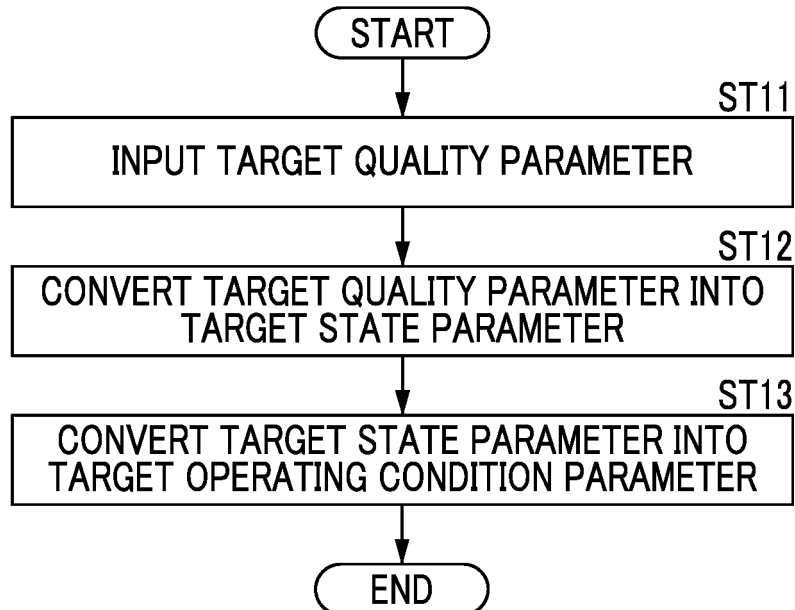 START
ST11
INPUT TARGET QUALITY PARAMETER
ST12
CONVERT TARGET QUALITY PARAMETER INTO
TARGET STATE PARAMETER
ST13
CONVERT TARGET STATE PARAMETER INTO
TARGET OPERATING CONDITION PARAMETER
END